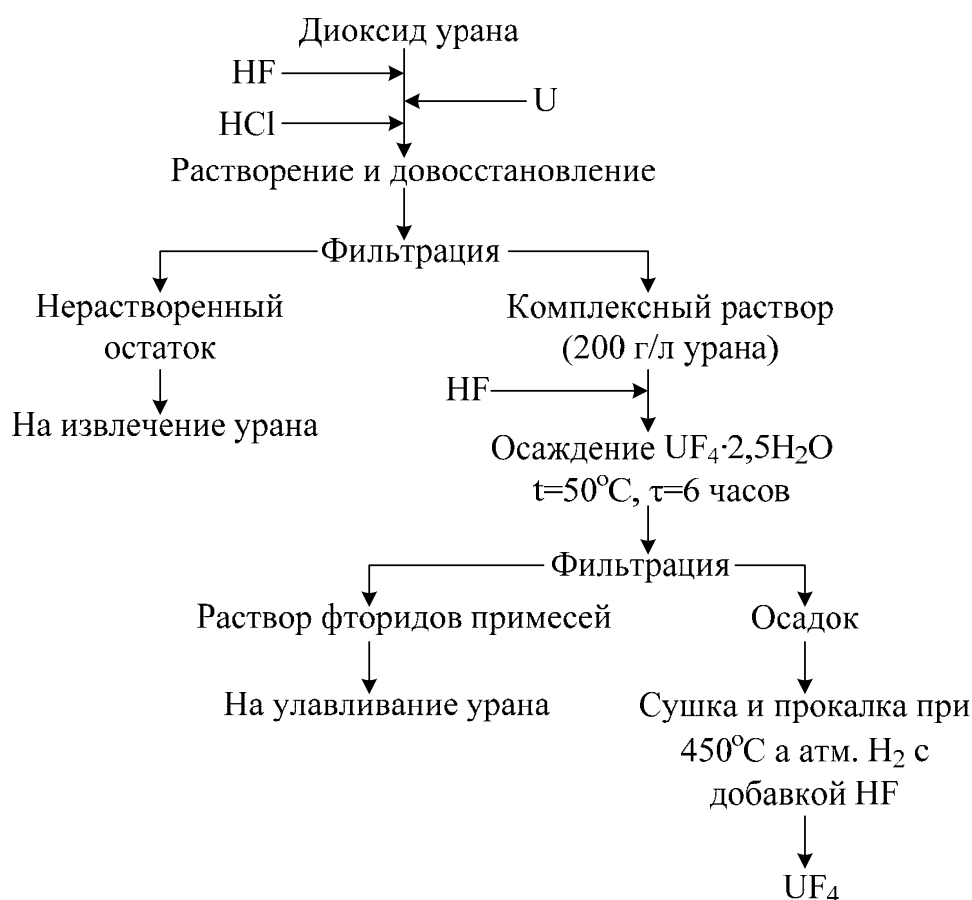 Диоксид урана
HF
U
HCl
Растворение и довосстановление
Фильтрация
Нерастворенный
остаток
На извлечение урана
Комплексный раствор
(200 г/л урана)
HF
Осаждение UF₄·2,5H₂O
t=50°C, τ=6 часов
Фильтрация
Раствор фторидов примесей
На улавливание урана
Осадок
Сушка и прокалка при
450°C а атм. H₂ с
добавкой HF
UF₄